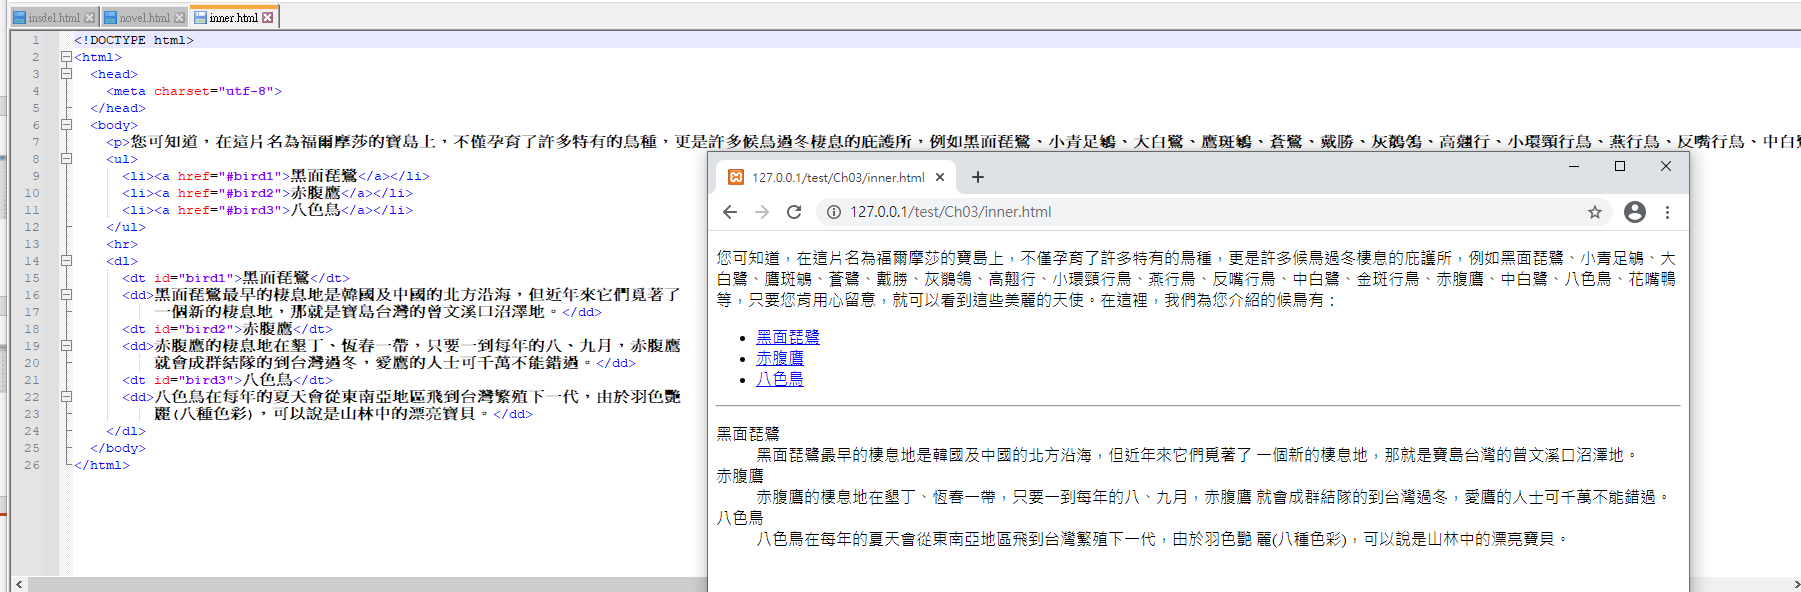 insdel.html
novel.html
inner.html
1 <!DOCTYPE html>
2 <html>
3 <head>
4 <meta charset="utf-8">
5 </head>
6 <body>
7 <p>您可知道，在這片名為福爾摩莎的寶島上，不僅孕育了許多特有的鳥種，更是許多候鳥過冬棲息的庇護所，例如黑面琵鷺、小青足鷸、大白鷺、鷹斑鷸、蒼鷺、戴勝、灰鶺鴒、高翹行、小環頸行鳥、燕行鳥、反嘴行鳥、中白
8 <ul>
9 <li><a href="#bird1">黑面琵鷺</a></li>
10 <li><a href="#bird2">赤腹鷹</a></li>
11 <li><a href="#bird3">八色鳥</a></li>
12 </ul>
13 <hr>
14 <dl>
15 <dt id="bird1">黑面琵鷺</dt>
16 <dd>黑面琵鷺最早的棲息地是韓國及中國的北方沿海，但近年來它們覓著了
17 一個新的棲息地，那就是寶島台灣的曾文溪口沼澤地。</dd>
18 <dt id="bird2">赤腹鷹</dt>
19 <dd>赤腹鷹的棲息地在墾丁、恆春一帶，只要一到每年的八、九月，赤腹鷹
20 就會成群結隊的到台灣過冬，愛鷹的人士可千萬不能錯過。</dd>
21 <dt id="bird3">八色鳥</dt>
22 <dd>八色鳥在每年的夏天會從東南亞地區飛到台灣繁殖下一代，由於羽色艷
23 麗(八種色彩)，可以說是山林中的漂亮寶貝。</dd>
24 </dl>
25 </body>
26 </html>
127.0.0.1/test/Ch03/inner.html
127.0.0.1/test/Ch03/inner.html
您可知道，在這片名為福爾摩莎的寶島上，不僅孕育了許多特有的鳥種，更是許多候鳥過冬棲息的庇護所，例如黑面琵鷺、小青足鷸、大
白鷺、鷹斑鷸、蒼鷺、戴勝、灰鶺鴒、高翹行、小環頸行鳥、燕行鳥、反嘴行鳥、中白鷺、金斑行鳥、赤腹鷹、中白鷺、八色鳥、花嘴鴨
等，只要您肯用心留意，就可以看到這些美麗的天使。在這裡，我們為您介紹的候鳥有：
黑面琵鷺
赤腹鷹
八色鳥
黑面琵鷺
黑面琵鷺最早的棲息地是韓國及中國的北方沿海，但近年來它們覓著了 一個新的棲息地，那就是寶島台灣的曾文溪口沼澤地。
赤腹鷹
赤腹鷹的棲息地在墾丁、恆春一帶，只要一到每年的八、九月，赤腹鷹 就會成群結隊的到台灣過冬，愛鷹的人士可千萬不能錯過。
八色鳥
八色鳥在每年的夏天會從東南亞地區飛到台灣繁殖下一代，由於羽色艷 麗(八種色彩)，可以說是山林中的漂亮寶貝。